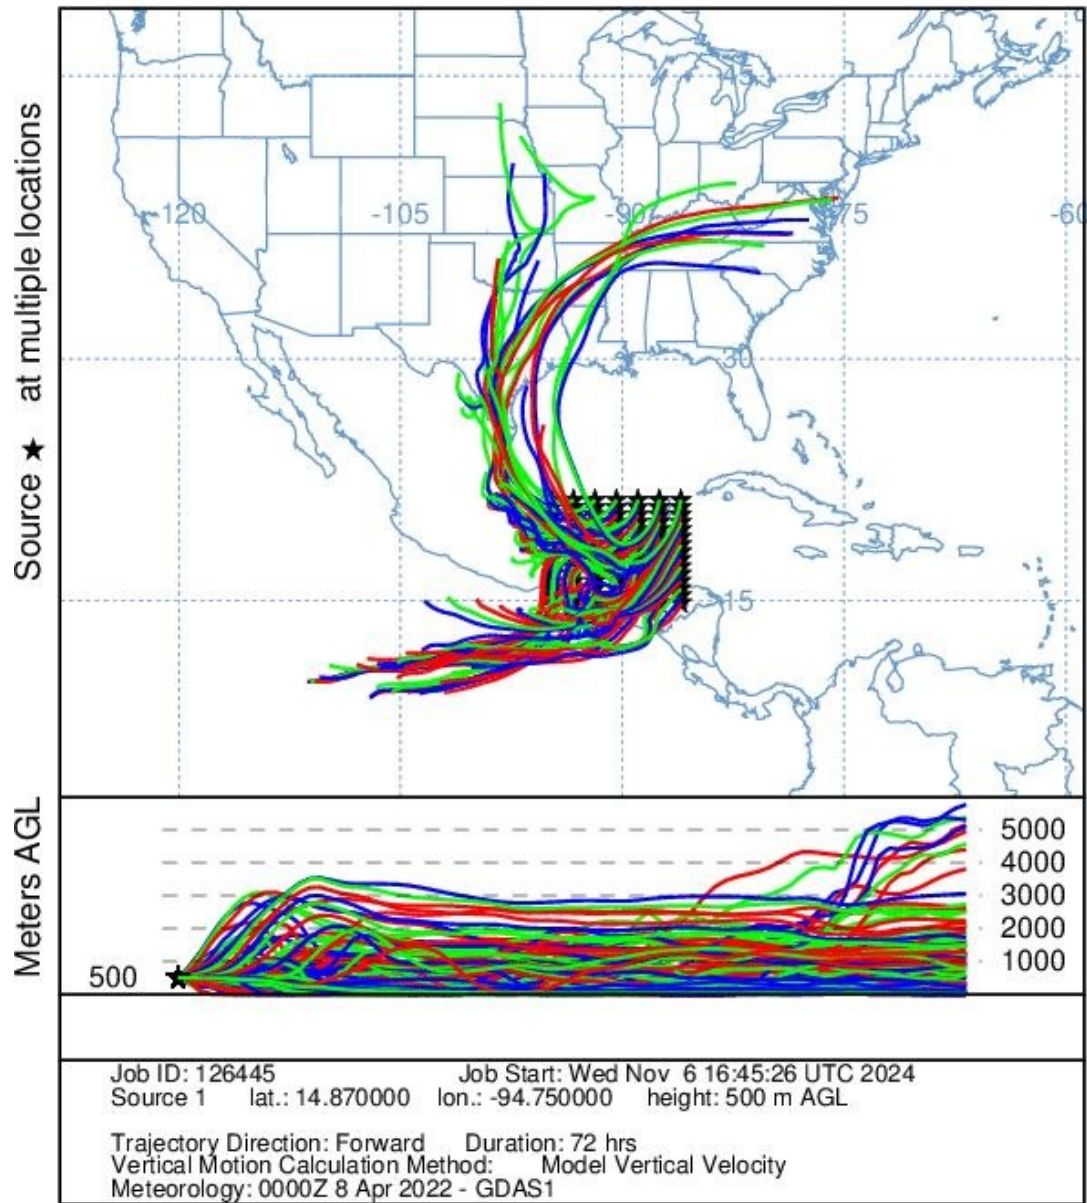 45
-120 -105 -90 -75 -60
30
15
Source ★ at multiple locations
Meters AGL
5000
4000
3000
2000
1000
500
Job ID: 126445 Job Start: Wed Nov 6 16:45:26 UTC 2024
Source 1 lat.: 14.870000 lon.: -94.750000 height: 500 m AGL
Trajectory Direction: Forward Duration: 72 hrs
Vertical Motion Calculation Method: Model Vertical Velocity
Meteorology: 0000Z 8 Apr 2022 - GDAS1